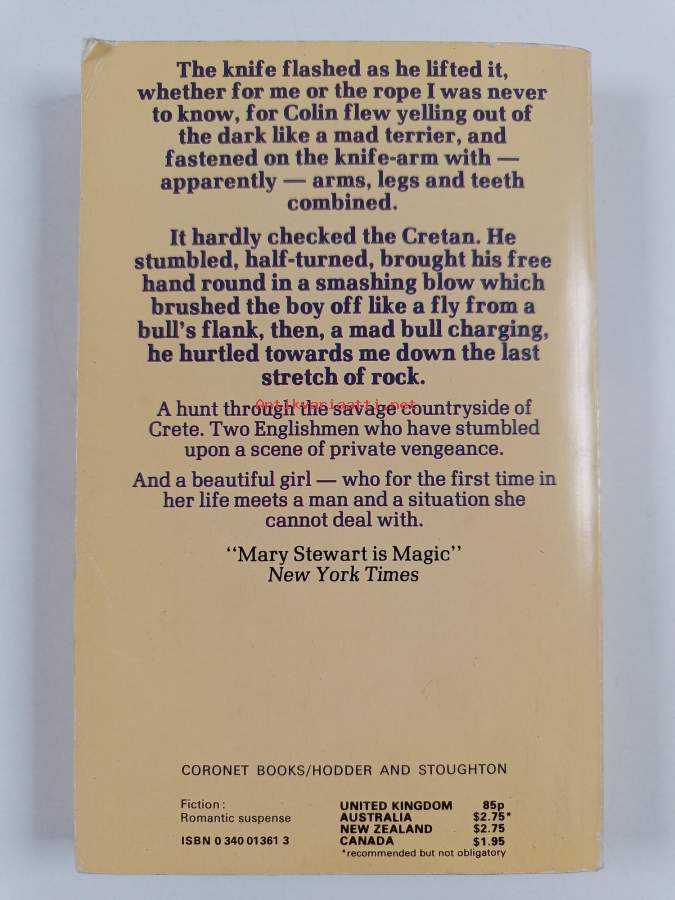 The knife flashed as he lifted it,
whether for me or the rope I was never
to know, for Colin flew yelling out of
the dark like a mad terrier, and
fastened on the knife-arm with —
apparently — arms, legs and teeth
combined.
It hardly checked the Cretan. He
stumbled, half-turned, brought his free
hand round in a smashing blow which
brushed the boy off like a fly from a
bull's flank, then, a mad bull charging,
he hurtled towards me down the last
stretch of rock.
Antikvariaatti.net
A hunt through the savage countryside of
Crete. Two Englishmen who have stumbled
upon a scene of private vengeance.
And a beautiful girl — who for the first time in
her life meets a man and a situation she
cannot deal with.
"Mary Stewart is Magic"
New York Times
CORONET BOOKS/HODDER AND STOUGHTON
Fiction:
Romantic suspense
ISBN 0 340 01361 3
UNITED KINGDOM 85p
AUSTRALIA $2.75*
NEW ZEALAND $2.75
CANADA $1.95
*recommended but not obligatory